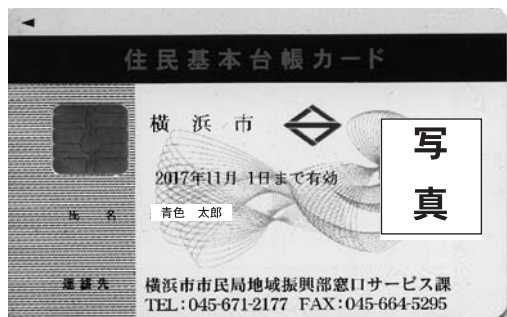 住民基本台帳カード
横浜市
写真
2017年11月 1日まで有効
氏 名 青色 太郎
連絡先 横浜市市民局地域振興部窓口サービス課
TEL:045-671-2177 FAX:045-664-5295